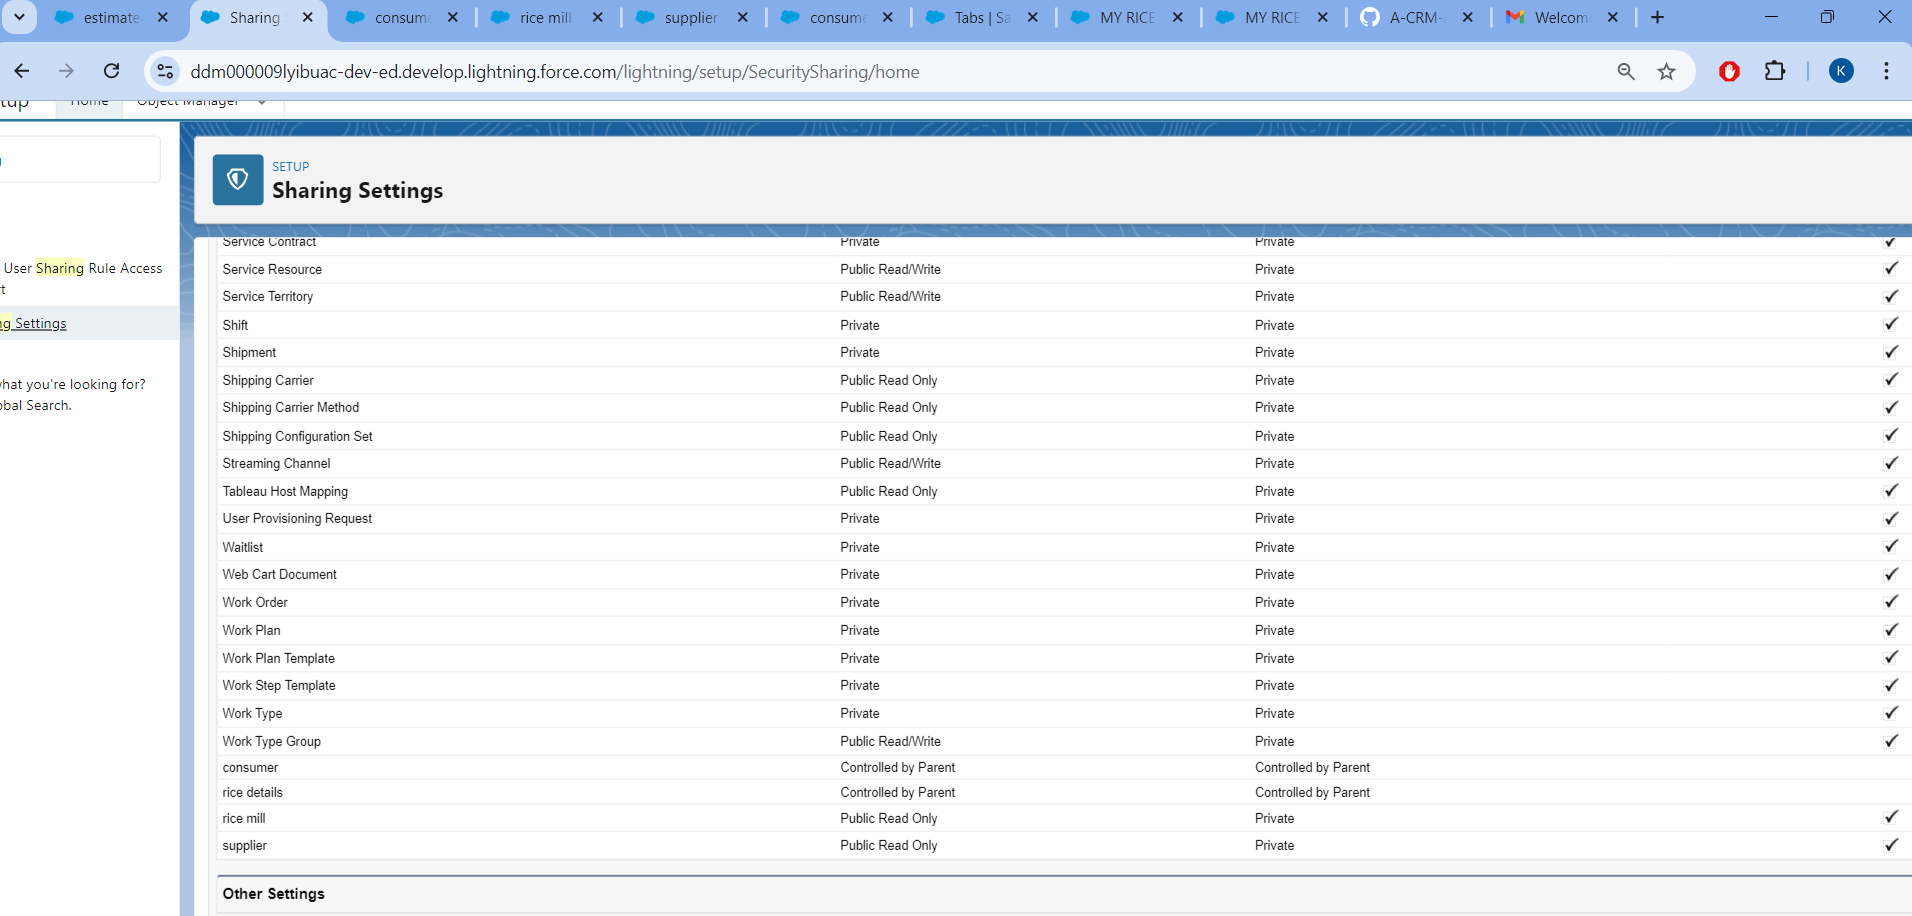 estimate
Sharing
consume
rice mill
supplier
consume
Tabs | Sa
MY RICE
MY RICE
A-CRM-
Welcom
ddm000009lyibuac-dev-ed.develop.lightning.force.com/lightning/setup/SecuritySharing/home
K
Home Object Manager
SETUP
Sharing Settings
User Sharing Rule Access
Settings
what you're looking for?
Search.
Service Contract Private Private
Service Resource Public Read/Write Private
Service Territory Public Read/Write Private
Shift Private Private
Shipment Private Private
Shipping Carrier Public Read Only Private
Shipping Carrier Method Public Read Only Private
Shipping Configuration Set Public Read Only Private
Streaming Channel Public Read/Write Private
Tableau Host Mapping Public Read Only Private
User Provisioning Request Private Private
Waitlist Private Private
Web Cart Document Private Private
Work Order Private Private
Work Plan Private Private
Work Plan Template Private Private
Work Step Template Private Private
Work Type Private Private
Work Type Group Public Read/Write Private
consumer Controlled by Parent Controlled by Parent
rice details Controlled by Parent Controlled by Parent
rice mill Public Read Only Private
supplier Public Read Only Private
Other Settings